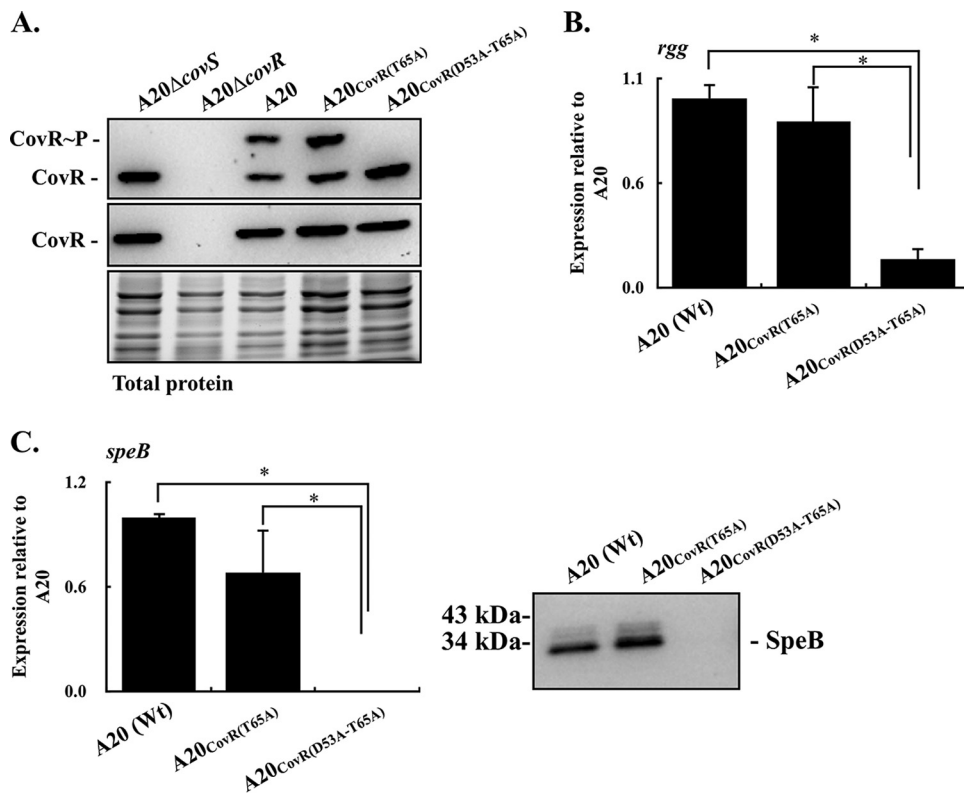 A.
A20ΔcovS
A20ΔcovR
A20
A20CovR(T65A)
A20CovR(D53A-T65A)
CovR~P -
CovR -
CovR -
Total protein
B.
rgg
*
*
Expression relative to
A20
1.1
0.6
0.0
A20 (Wt)
A20CovR(T65A)
A20CovR(D53A-T65A)
C.
speB
*
*
Expression relative to
A20
1.2
0.6
0.0
A20 (Wt)
A20CovR(T65A)
A20CovR(D53A-T65A)
A20 (Wt)
A20CovR(T65A)
A20CovR(D53A-T65A)
43 kDa-
34 kDa-
- SpeB